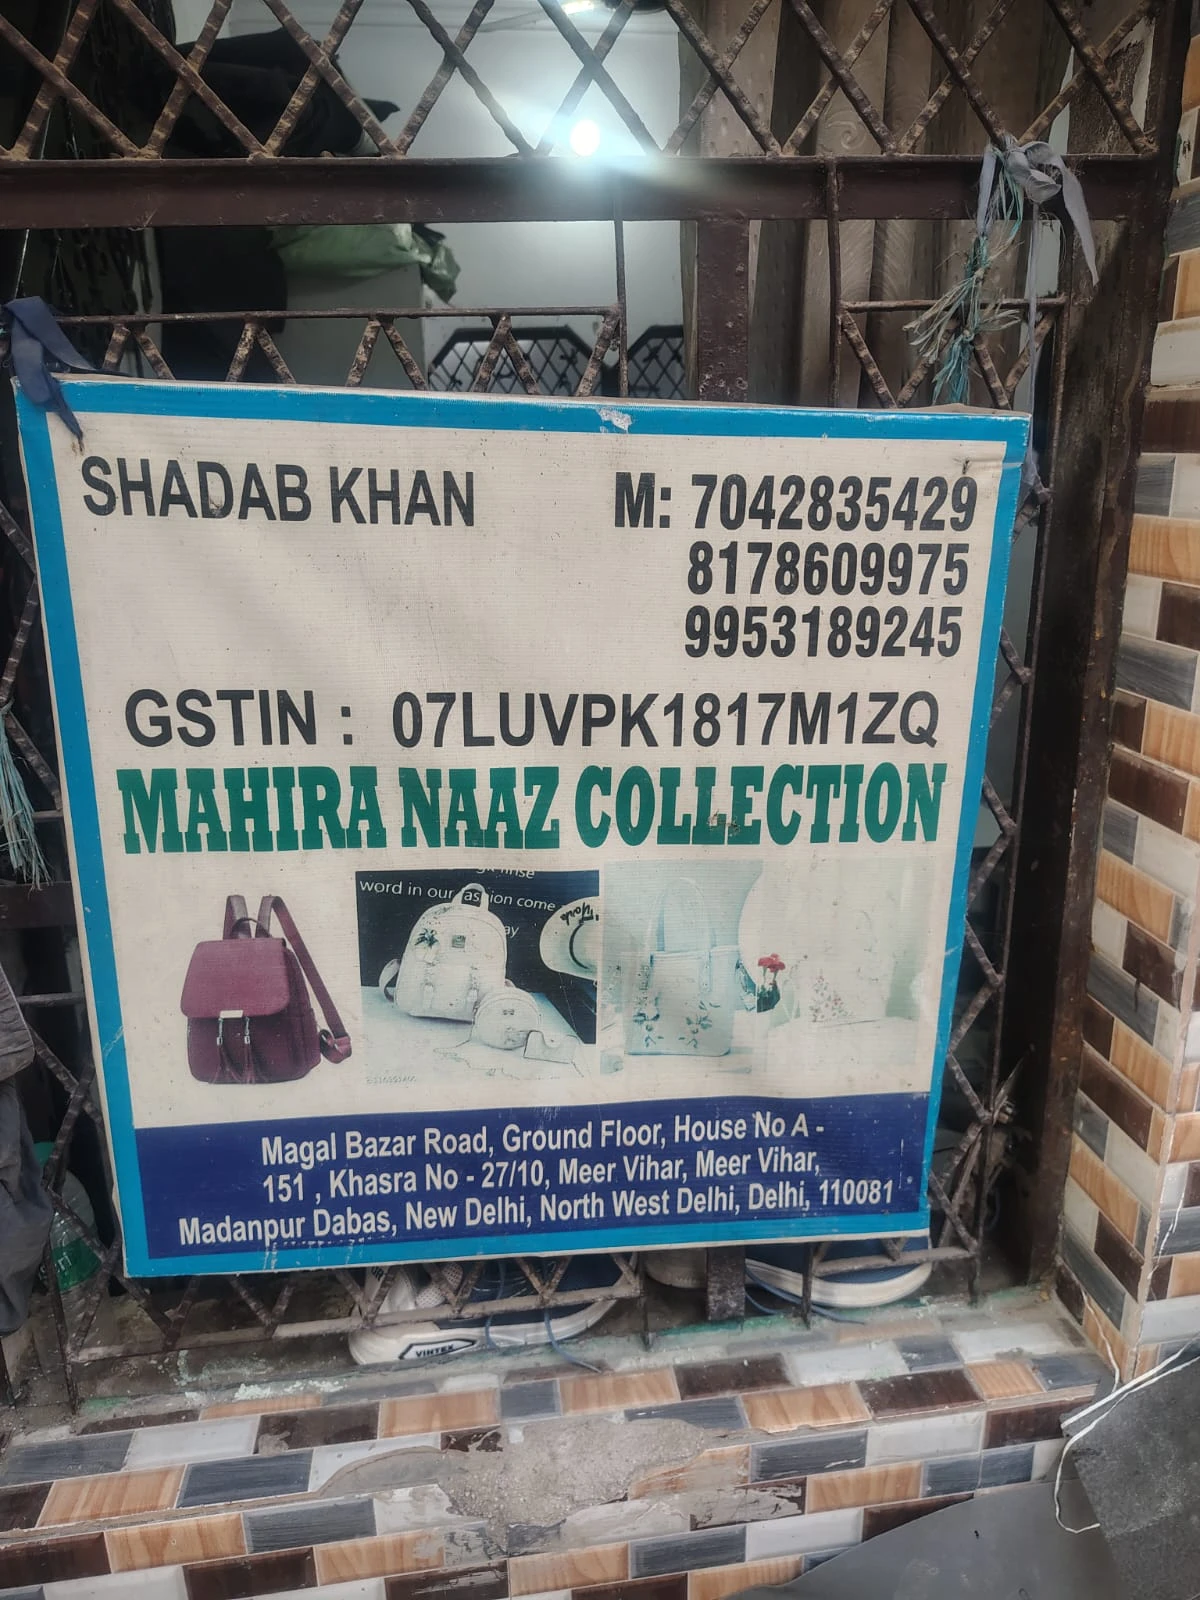 SHADAB KHAN
M: 7042835429
8178609975
9953189245
GSTIN : 07LUVPK1817M1ZQ
MAHIRA NAAZ COLLECTION
word in our fashion come
York
Magal Bazar Road, Ground Floor, House No A -
151 , Khasra No - 27/10, Meer Vihar, Meer Vihar,
Madanpur Dabas, New Delhi, North West Delhi, Delhi, 110081
VINTEX